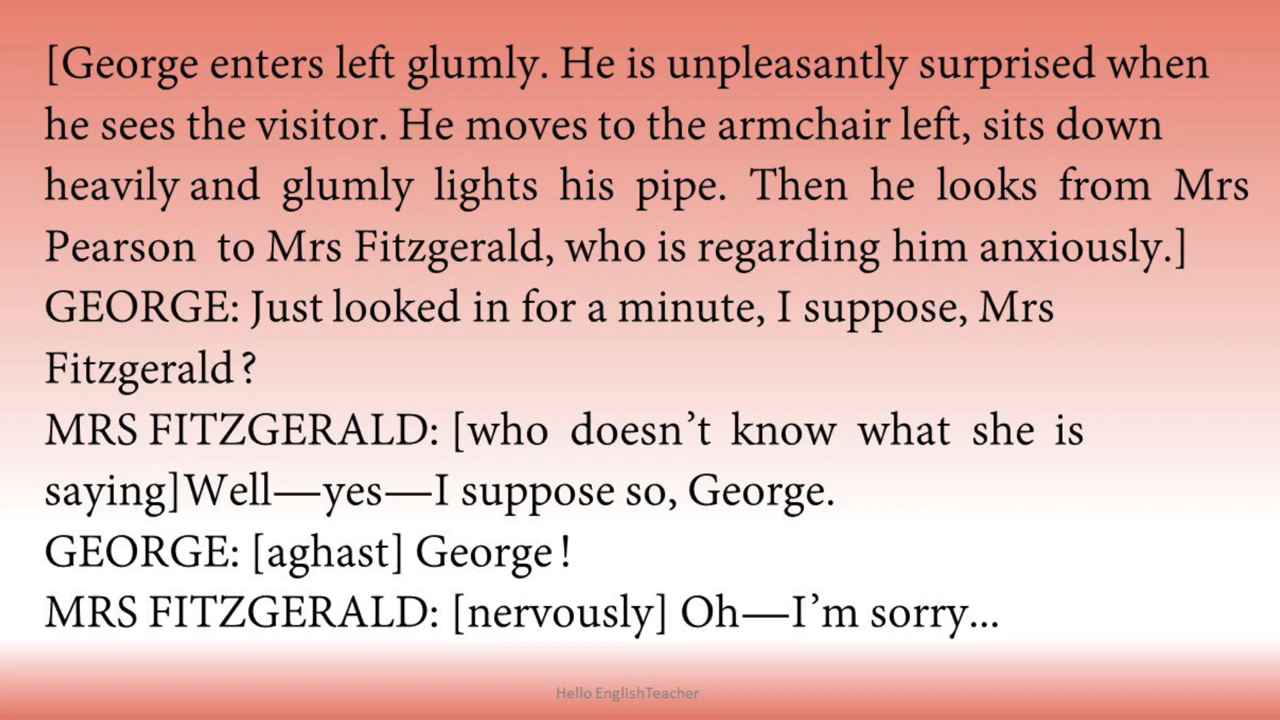 [George enters left glumly. He is unpleasantly surprised when
he sees the visitor. He moves to the armchair left, sits down
heavily and glumly lights his pipe. Then he looks from Mrs
Pearson to Mrs Fitzgerald, who is regarding him anxiously.]
GEORGE: Just looked in for a minute, I suppose, Mrs
Fitzgerald?
MRS FITZGERALD: [who doesn’t know what she is
saying]Well—yes—I suppose so, George.
GEORGE: [aghast] George!
MRS FITZGERALD: [nervously] Oh—I’m sorry...
Hello EnglishTeacher